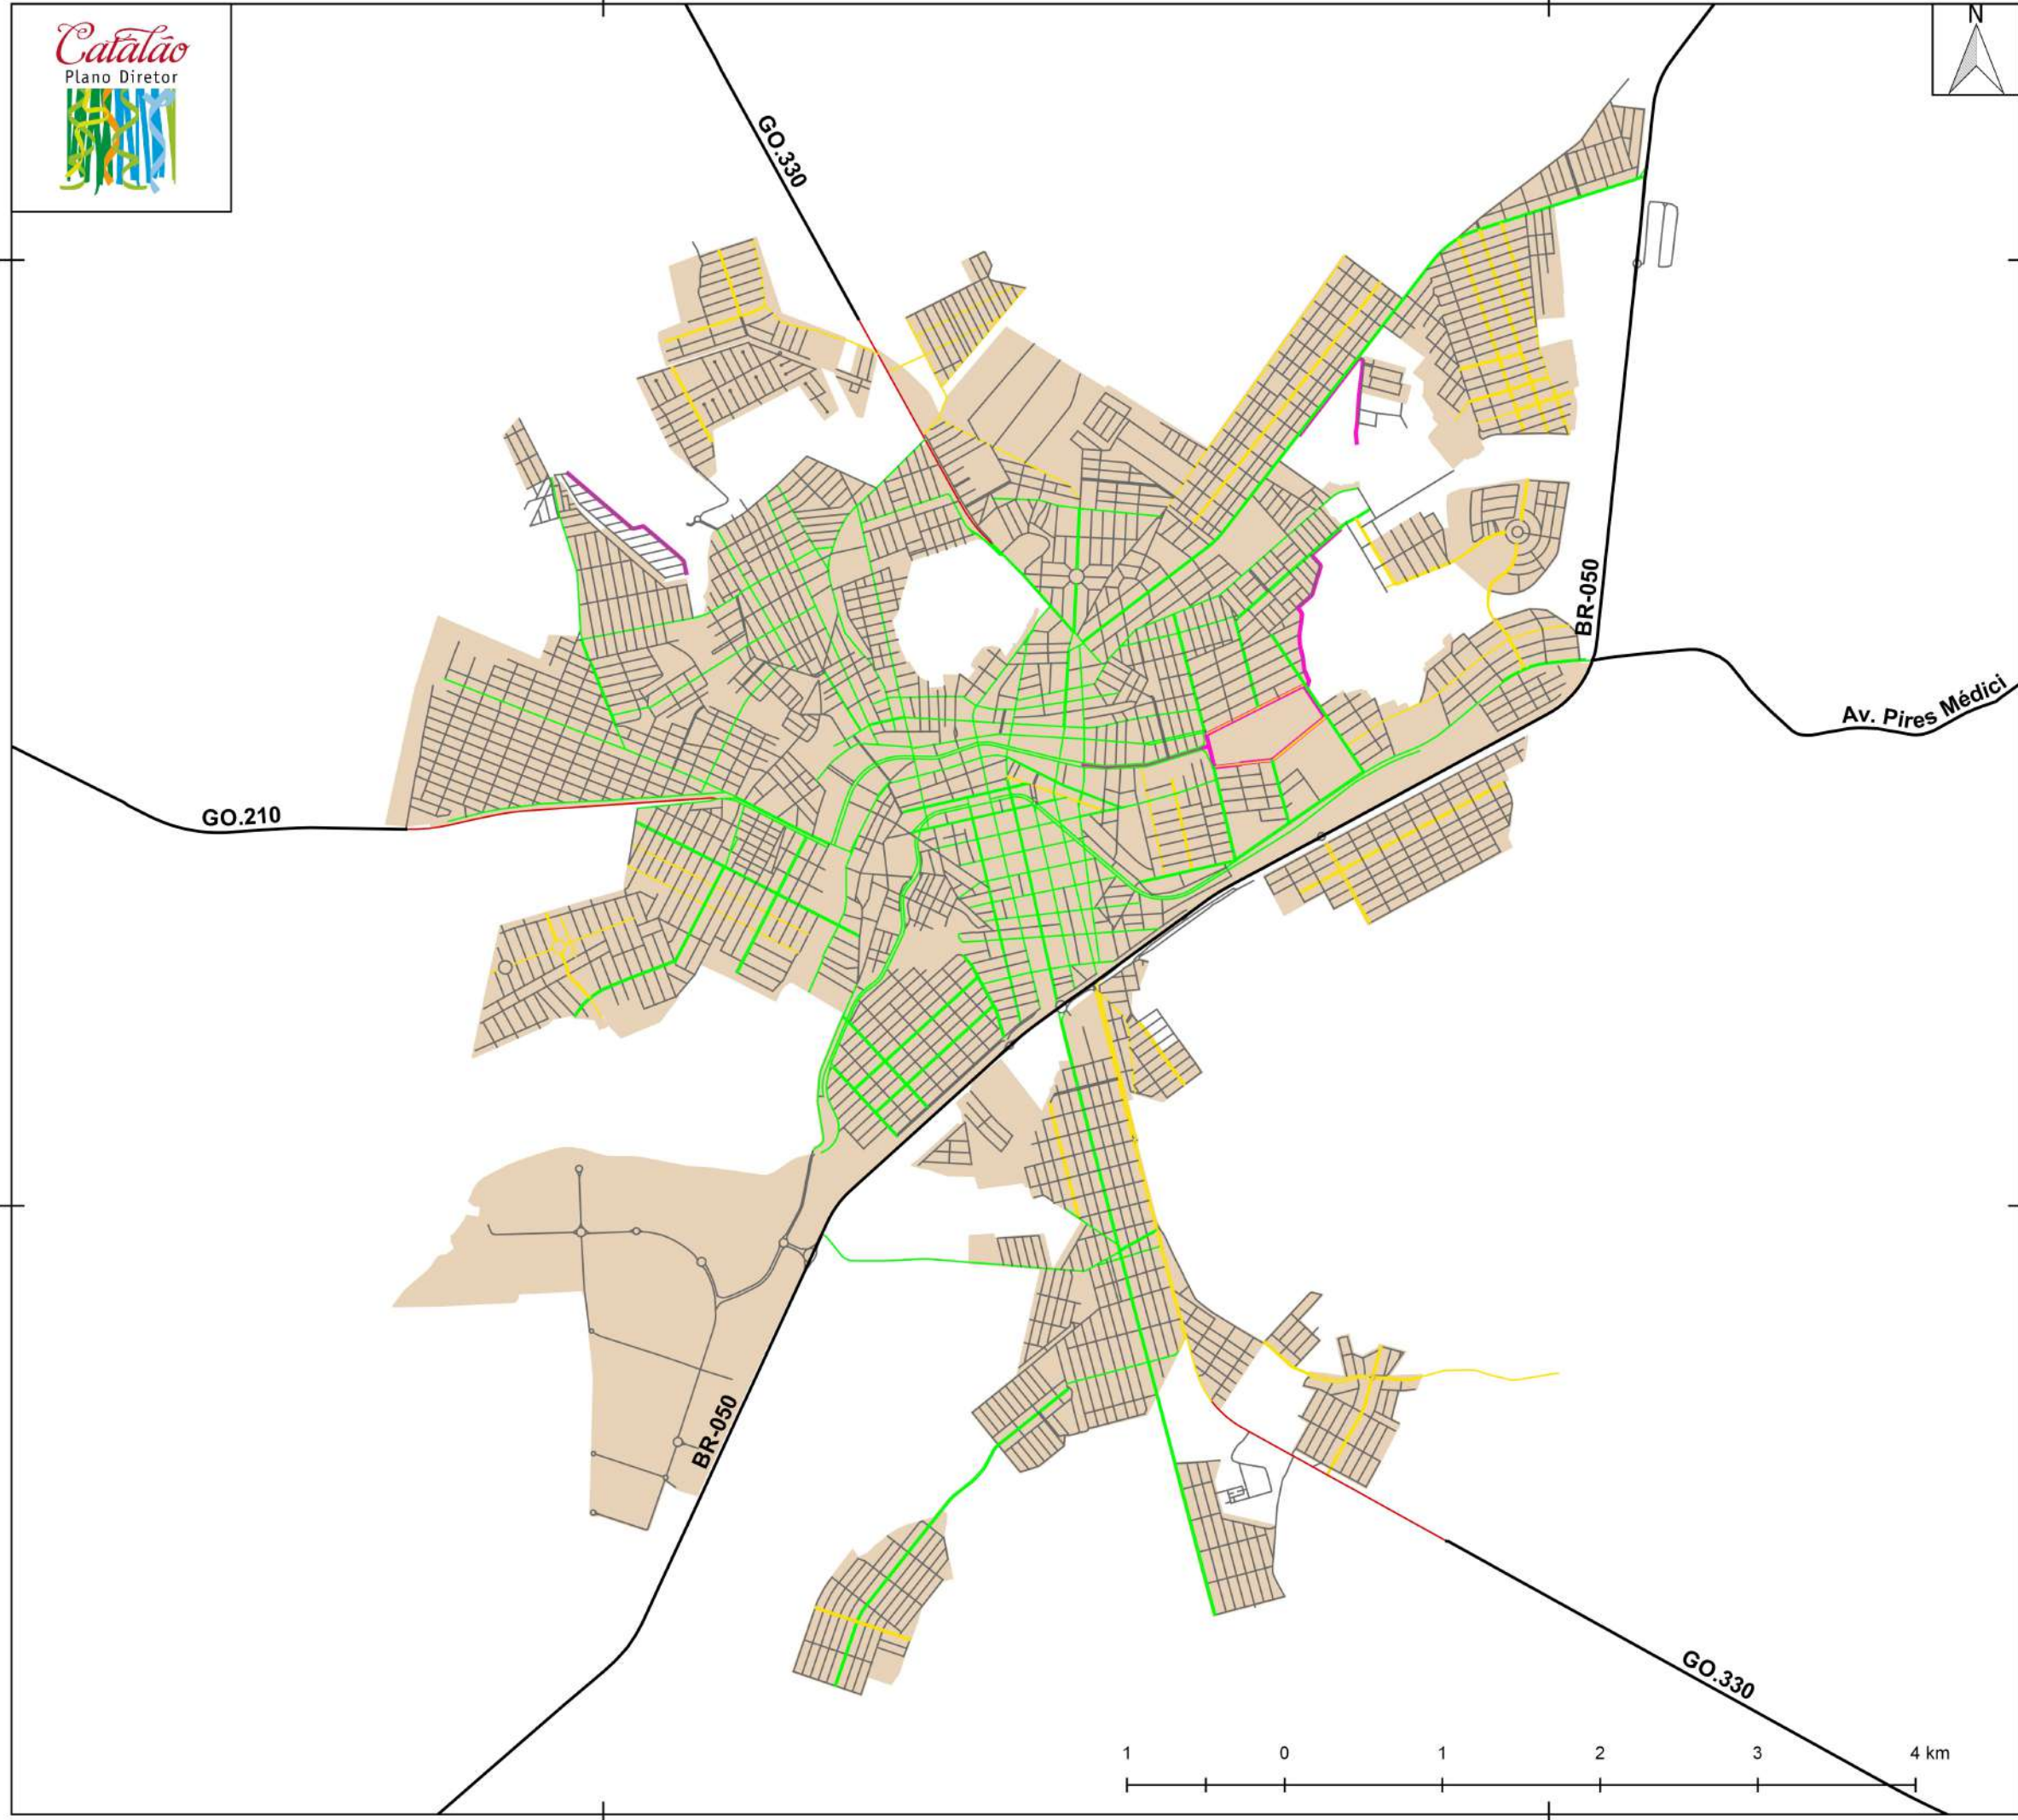 Catalão
Plano Diretor
N
GO.330
BR-050
Av. Pires Médici
GO.210
BR-050
GO.330
1 0 1 2 3 4 km